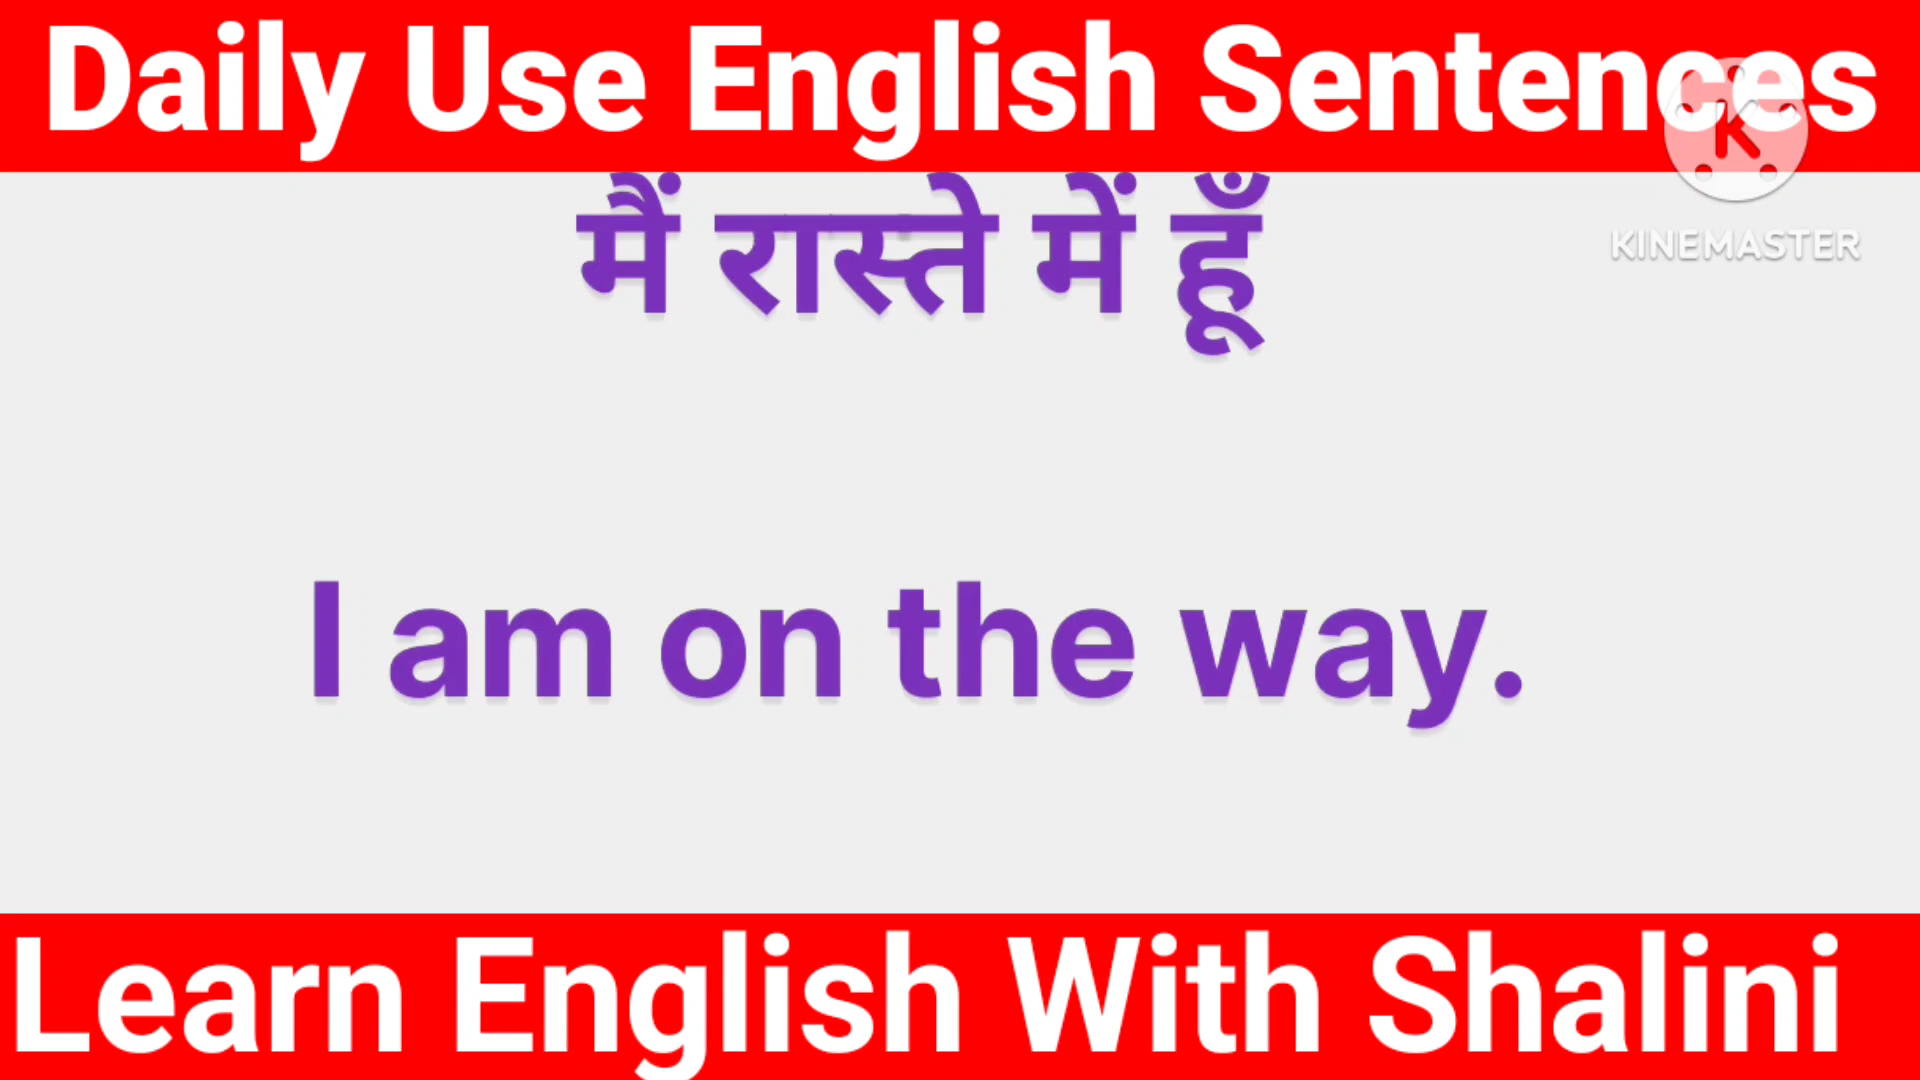 Daily Use English Sentences
K
KINEMASTER
मैं रास्ते में हूँ
I am on the way.
Learn English With Shalini